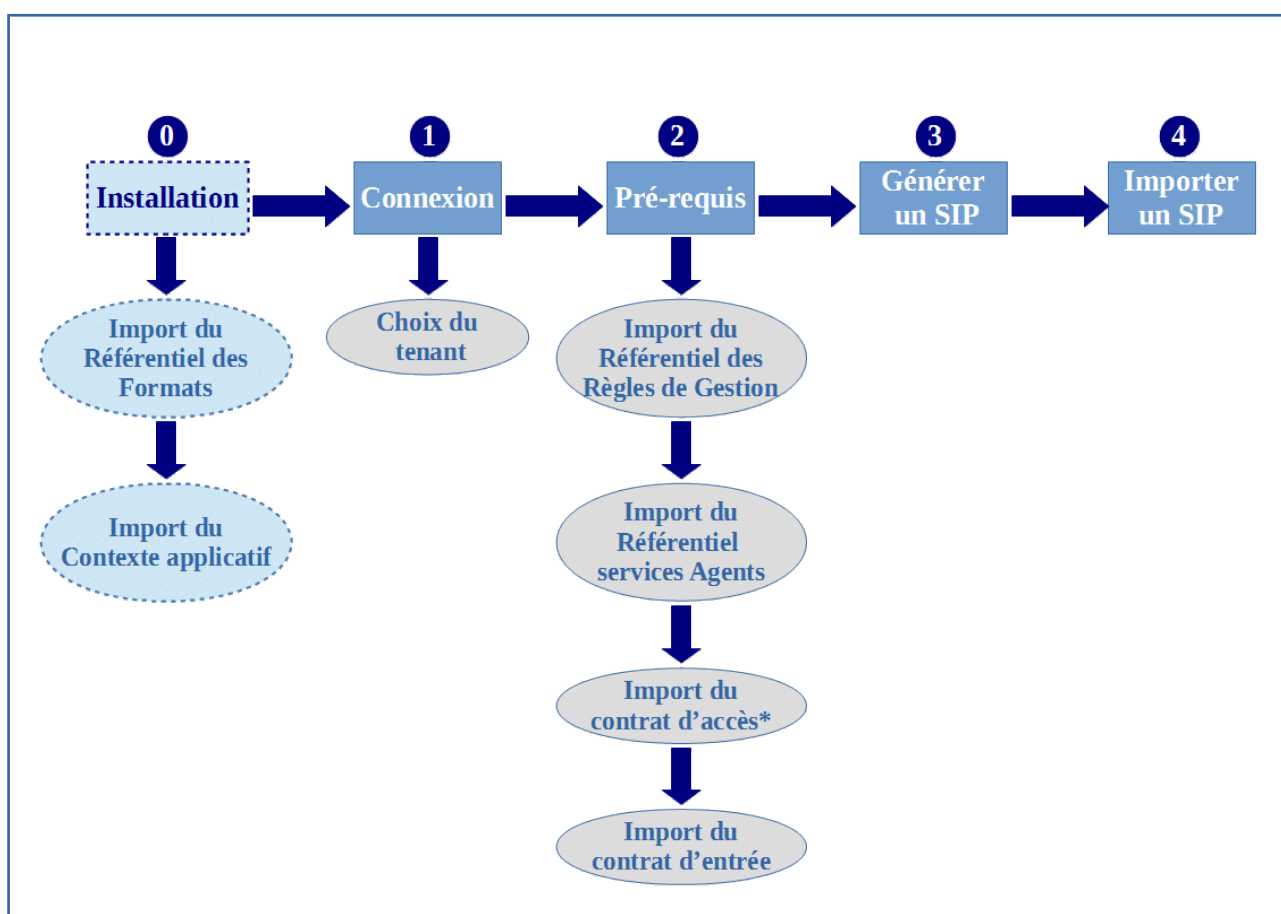 0
1
2
3
4
Installation
Connexion
Pré-requis
Générer
un SIP
Importer
un SIP
Import du
Référentiel des
Formats
Import du
Contexte applicatif
Choix du
tenant
Import du
Référentiel des
Règles de Gestion
Import du
Référentiel
services Agents
Import du
contrat d’accès*
Import du
contrat d’entrée